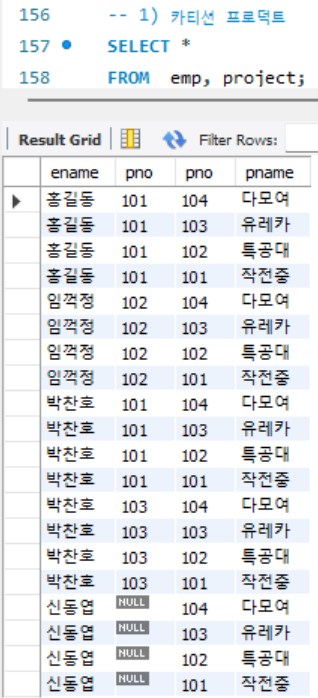 156 -- 1) 카티션 프로덕트
157 SELECT *
158 FROM emp, project;
Result Grid Filter Rows:
ename pno pno pname
홍길동 101 104 다모여
홍길동 101 103 유레카
홍길동 101 102 특공대
홍길동 101 101 작전중
임꺽정 102 104 다모여
임꺽정 102 103 유레카
임꺽정 102 102 특공대
임꺽정 102 101 작전중
박찬호 101 104 다모여
박찬호 101 103 유레카
박찬호 101 102 특공대
박찬호 101 101 작전중
박찬호 103 104 다모여
박찬호 103 103 유레카
박찬호 103 102 특공대
박찬호 103 101 작전중
신동엽 NULL 104 다모여
신동엽 NULL 103 유레카
신동엽 NULL 102 특공대
신동엽 NULL 101 작전중